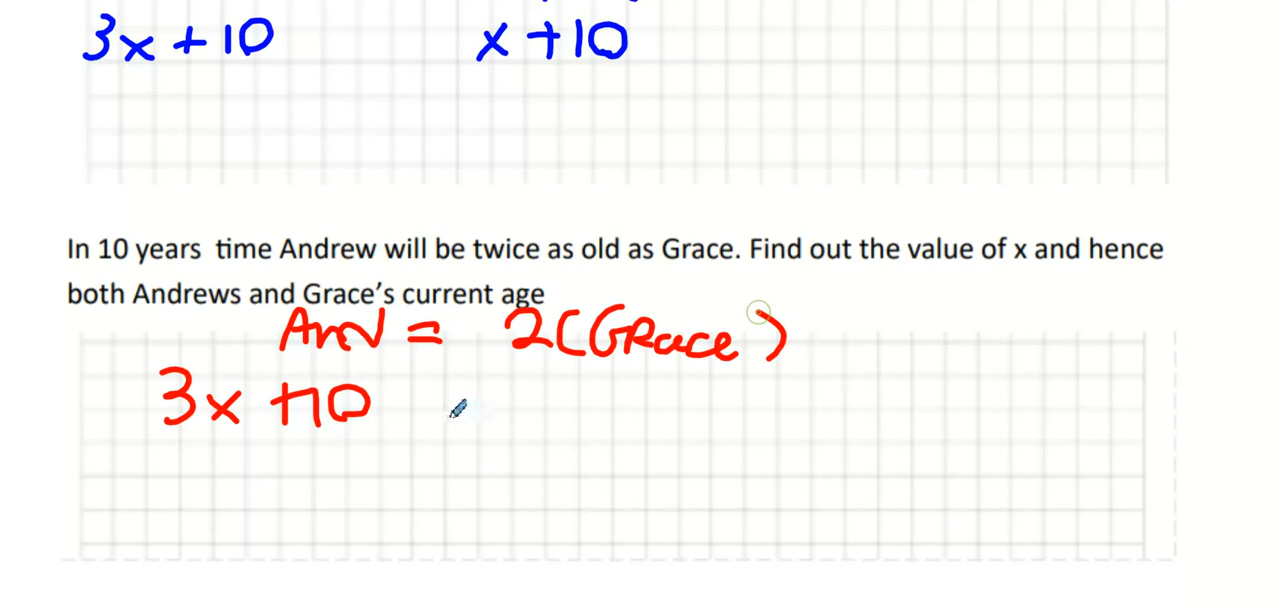 3x + 10 x + 10
In 10 years time Andrew will be twice as old as Grace. Find out the value of x and hence
both Andrews and Grace's current age
And = 2(Grace)
3x + 10